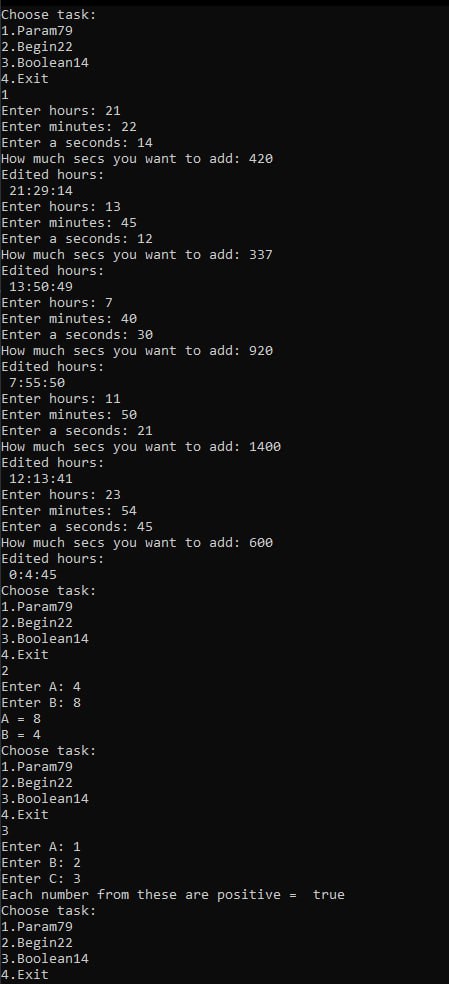 Choose task:
1.Param79
2.Begin22
3.Boolean14
4.Exit
1
Enter hours: 21
Enter minutes: 22
Enter a seconds: 14
How much secs you want to add: 420
Edited hours:
21:29:14
Enter hours: 13
Enter minutes: 45
Enter a seconds: 12
How much secs you want to add: 337
Edited hours:
13:50:49
Enter hours: 7
Enter minutes: 40
Enter a seconds: 30
How much secs you want to add: 920
Edited hours:
7:55:50
Enter hours: 11
Enter minutes: 50
Enter a seconds: 21
How much secs you want to add: 1400
Edited hours:
12:13:41
Enter hours: 23
Enter minutes: 54
Enter a seconds: 45
How much secs you want to add: 600
Edited hours:
0:4:45
Choose task:
1.Param79
2.Begin22
3.Boolean14
4.Exit
2
Enter A: 4
Enter B: 8
A = 8
B = 4
Choose task:
1.Param79
2.Begin22
3.Boolean14
4.Exit
3
Enter A: 1
Enter B: 2
Enter C: 3
Each number from these are positive =  true
Choose task:
1.Param79
2.Begin22
3.Boolean14
4.Exit